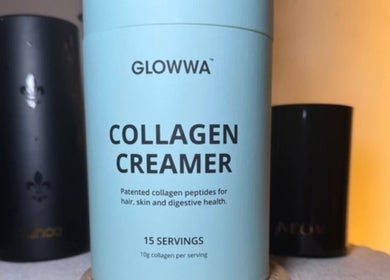 GLOWWA™
COLLAGEN
CREAMER
Patented collagen peptides for
hair, skin and digestive health.
15 SERVINGS
10g collagen per serving